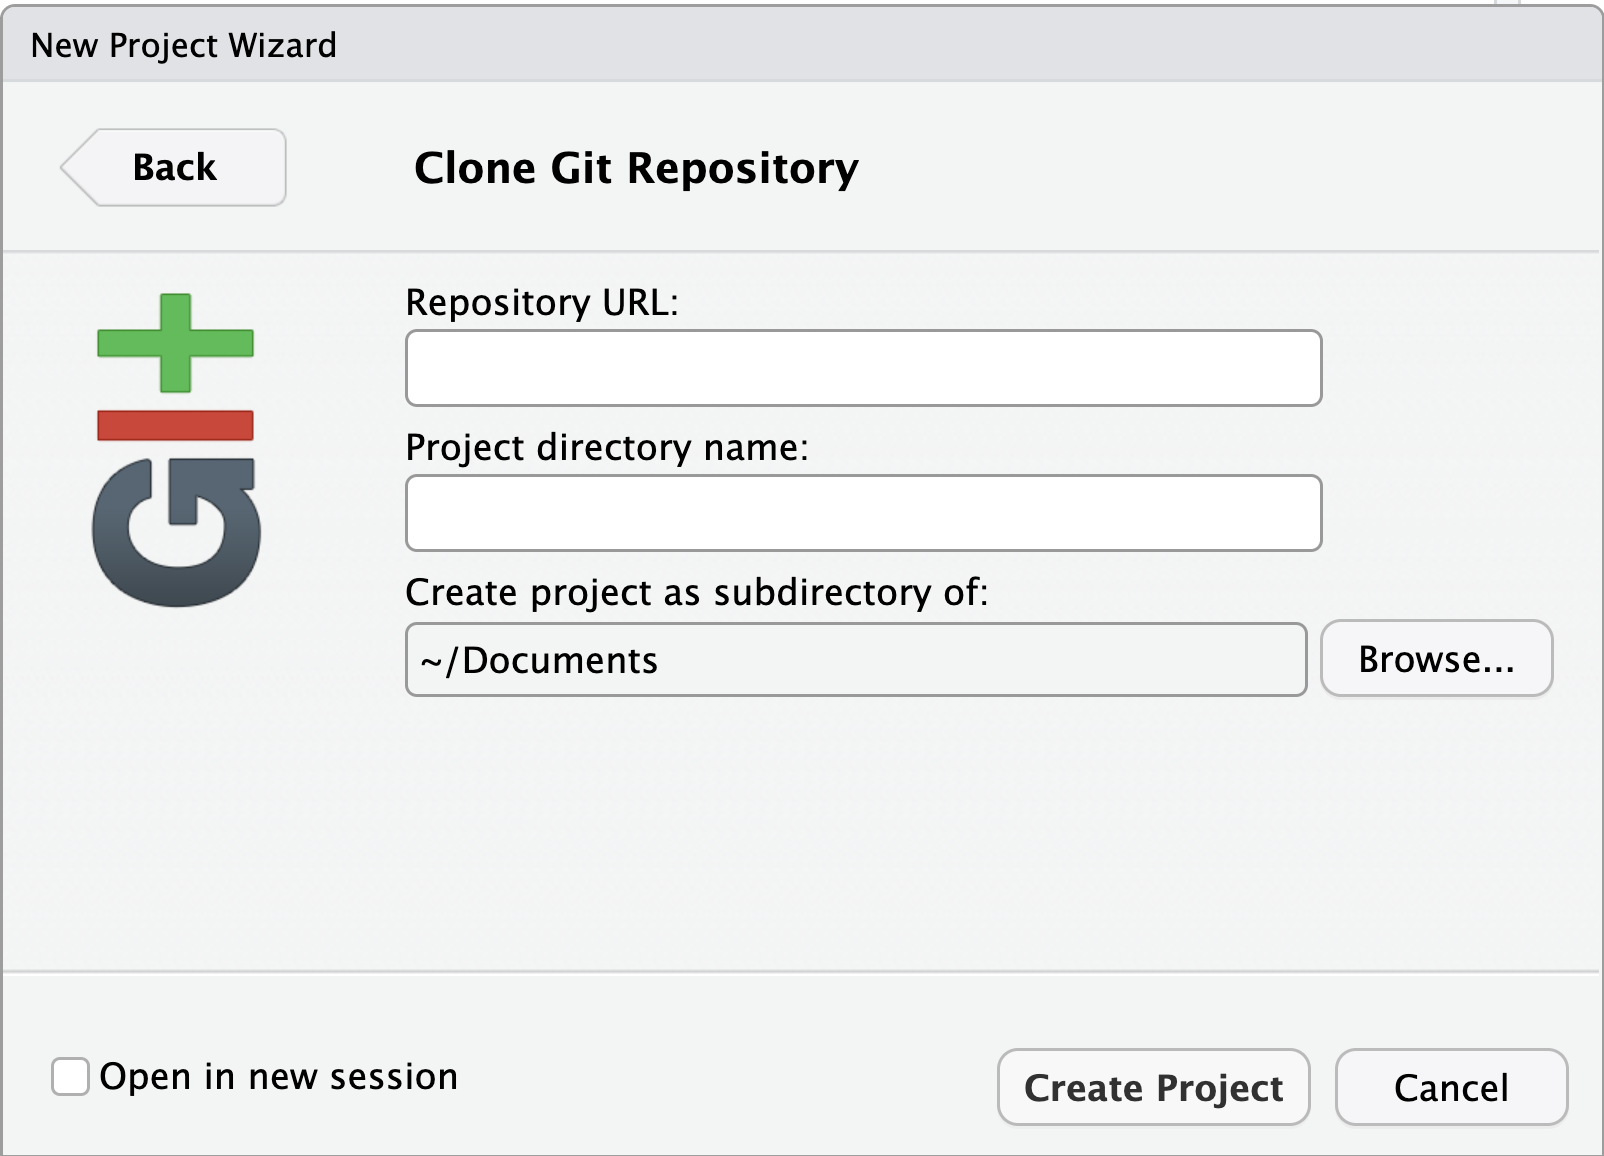 New Project Wizard
Back
Clone Git Repository
GIt
Repository URL:
Project directory name:
Create project as subdirectory of:
~/Documents
Browse...
Open in new session
Create Project
Cancel